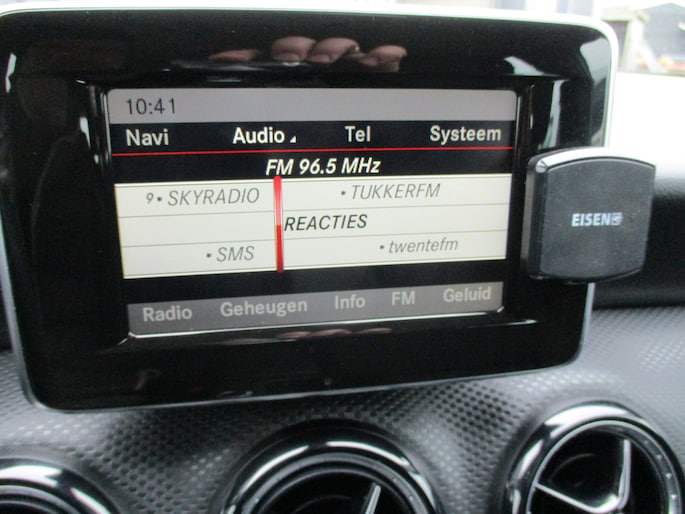 10:41
Navi Audio Tel Systeem
FM 96.5 MHz
9• SKYRADIO • TUKKERFM
REACTIES
• SMS • twentefm
Radio Geheugen Info FM Geluid
EISENG